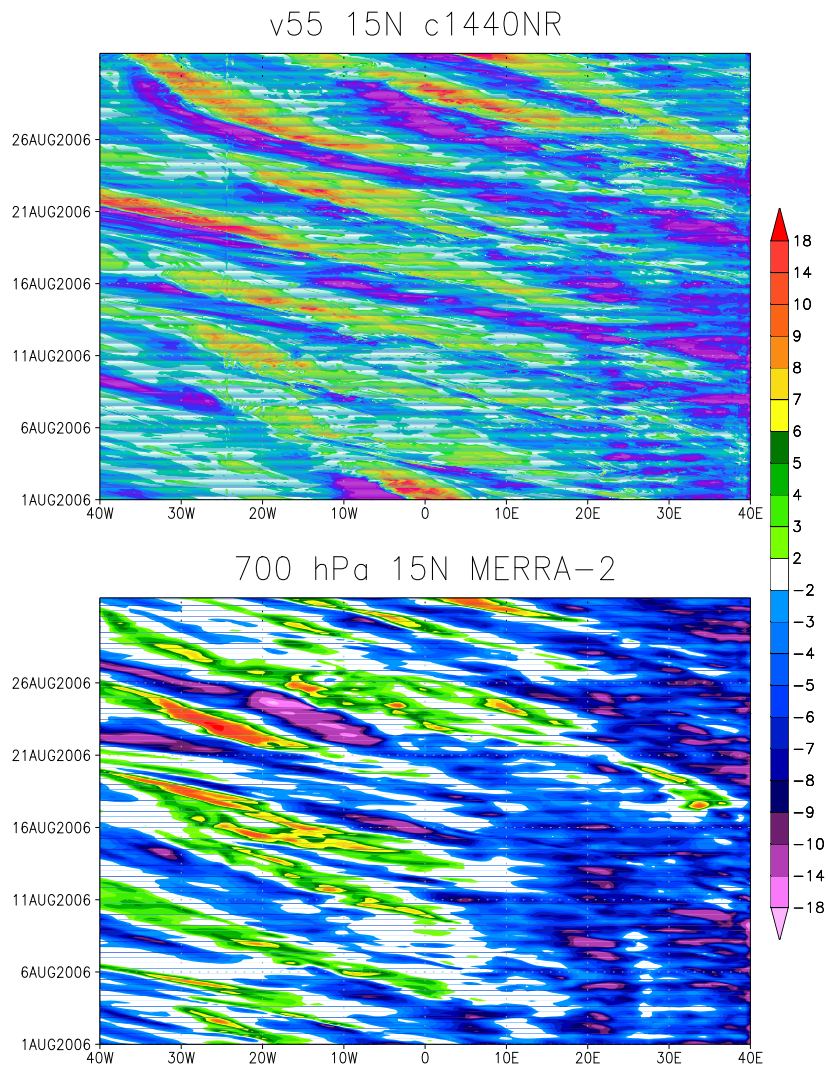 v55 15N c1440NR
26AUG2006
21AUG2006
16AUG2006
11AUG2006
6AUG2006
1AUG2006
40W 30W 20W 10W 0 10E 20E 30E 40E
18
14
10
9
8
7
6
5
4
3
2
-2
-3
-4
-5
-6
-7
-8
-9
-10
-14
-18
700 hPa 15N MERRA-2
26AUG2006
21AUG2006
16AUG2006
11AUG2006
6AUG2006
1AUG2006
40W 30W 20W 10W 0 10E 20E 30E 40E